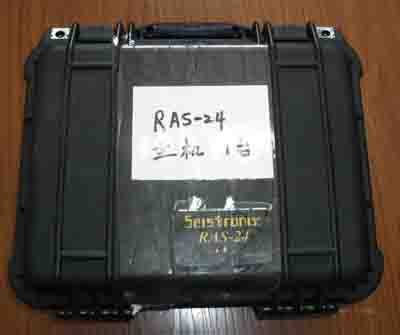 RAS-24
主机 1台
Seistronix
RAS-24